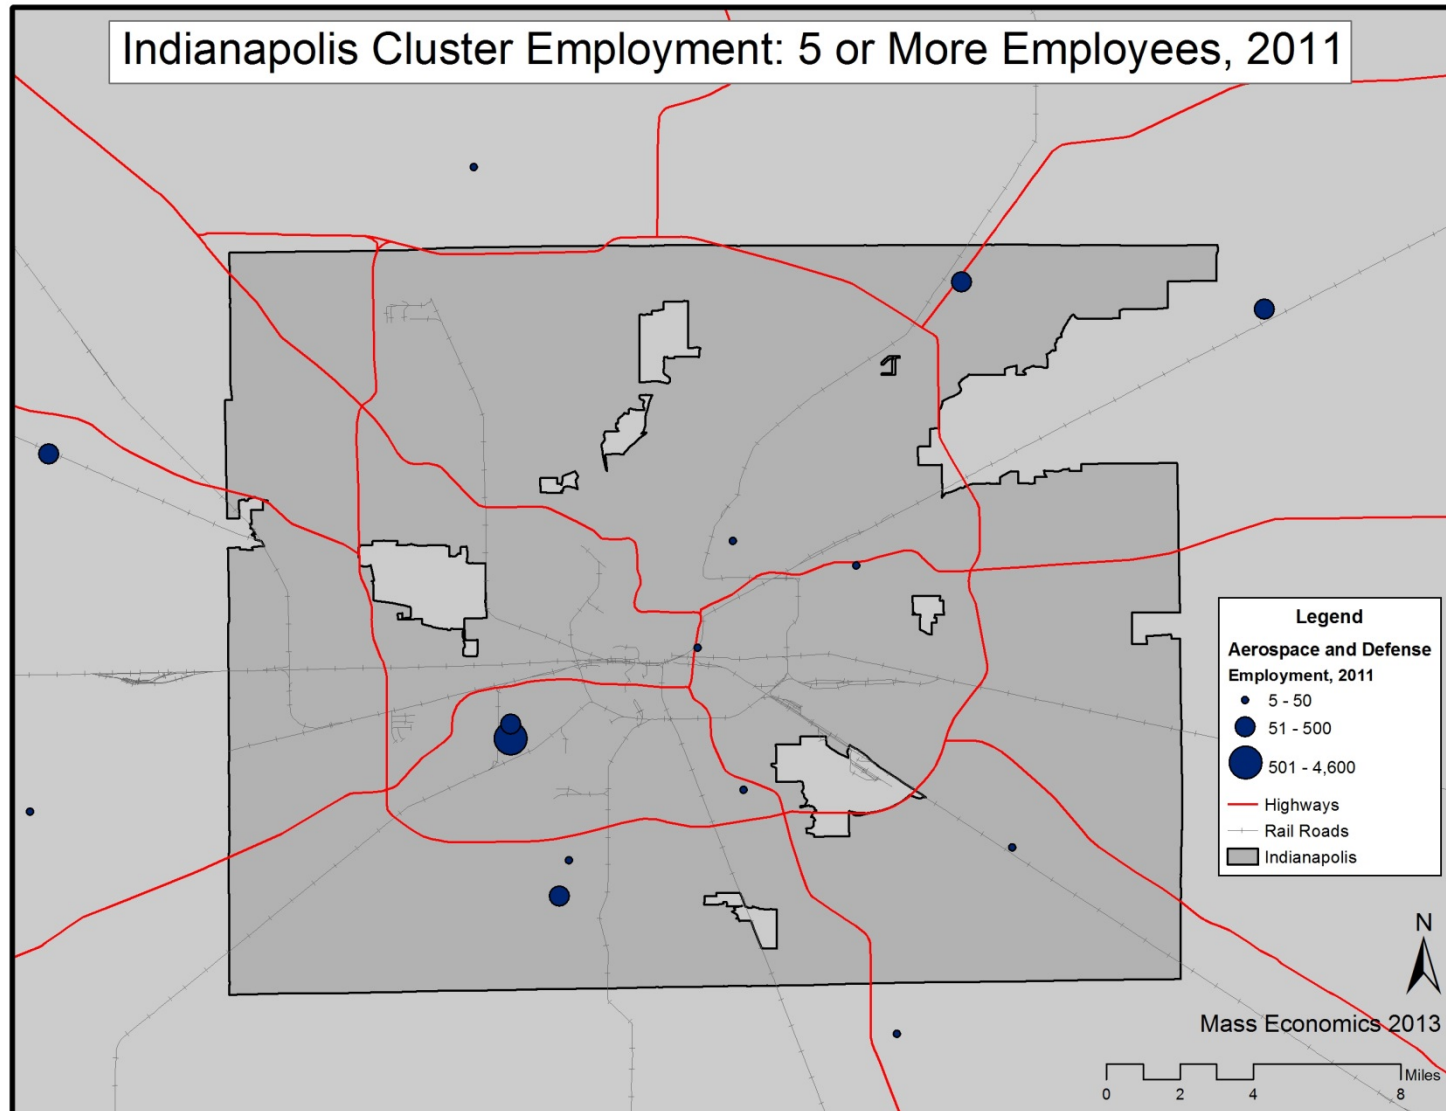 Indianapolis Cluster Employment: 5 or More Employees, 2011
Legend
Aerospace and Defense
Employment, 2011
5 - 50
51 - 500
501 - 4,600
Highways
Rail Roads
Indianapolis
N
Mass Economics 2013
Miles
0 2 4 8